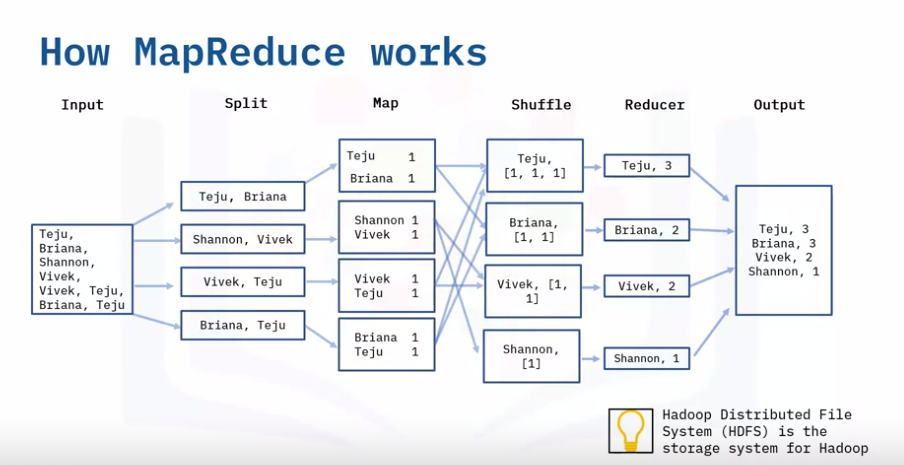 How MapReduce works
Input
Split
Map
Shuffle
Reducer
Output
Teju,
Briana,
Shannon,
Vivek,
Vivek, Teju,
Briana, Teju
Teju, Briana
Shannon, Vivek
Vivek, Teju
Briana, Teju
Teju 1
Briana 1
Shannon 1
Vivek 1
Vivek 1
Teju 1
Briana 1
Teju 1
Teju,
[1, 1, 1]
Briana,
[1, 1]
Vivek, [1,
1]
Shannon,
[1]
Teju, 3
Briana, 2
Vivek, 2
Shannon, 1
Teju, 3
Briana, 3
Vivek, 2
Shannon, 1
Hadoop Distributed File
System (HDFS) is the
storage system for Hadoop